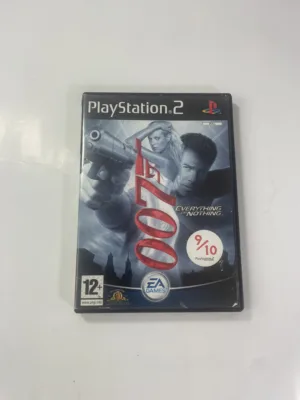 PlayStation 2
007
EVERYTHING
OR NOTHING
9/10
12+
EA
GAMES